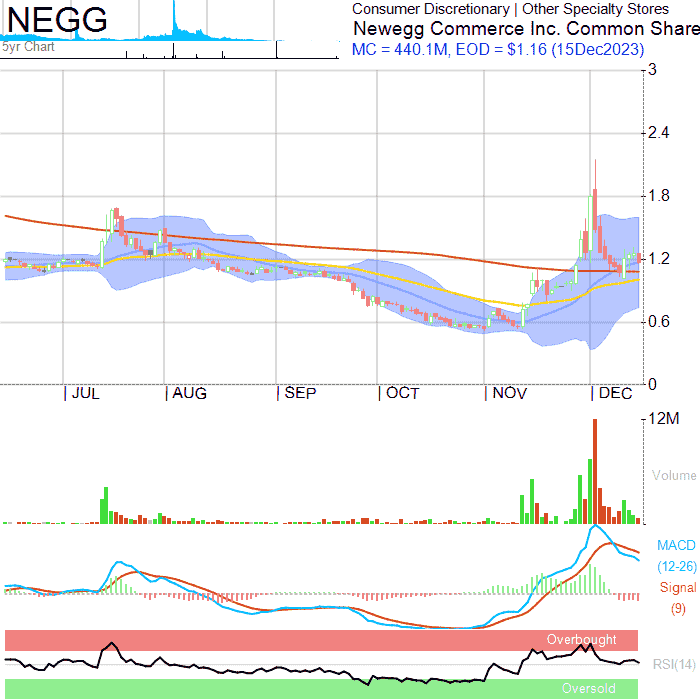 NEGG
5yr Chart
Consumer Discretionary | Other Specialty Stores
Newegg Commerce Inc. Common Share
MC = 440.1M, EOD = $1.16 (15Dec2023)
3
2.4
1.8
1.2
0.6
0
JUL AUG SEP OCT NOV DEC
12M
Volume
MACD
(12-26)
Signal
(9)
Overbought
RSI(14)
Oversold